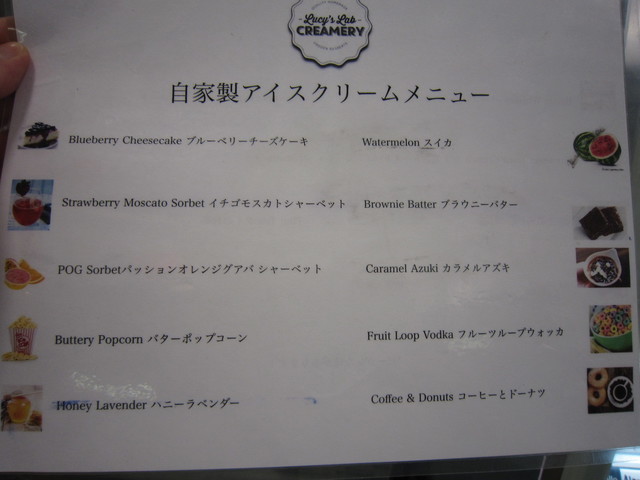 Lucy's Lab
CREAMERY
自家製アイスクリームメニュー
Blueberry Cheesecake ブルーベリーチーズケーキ
Watermelon スイカ
Strawberry Moscato Sorbet イチゴモスカトシャーベット
Brownie Batter ブラウニーバター
POG Sorbetパッションオレンジグアバ シャーベット
Caramel Azuki カラメルアズキ
Buttery Popcorn バターポップコーン
Fruit Loop Vodka フルーツループウォッカ
Honey Lavender ハニーラベンダー
Coffee & Donuts コーヒーとドーナツ